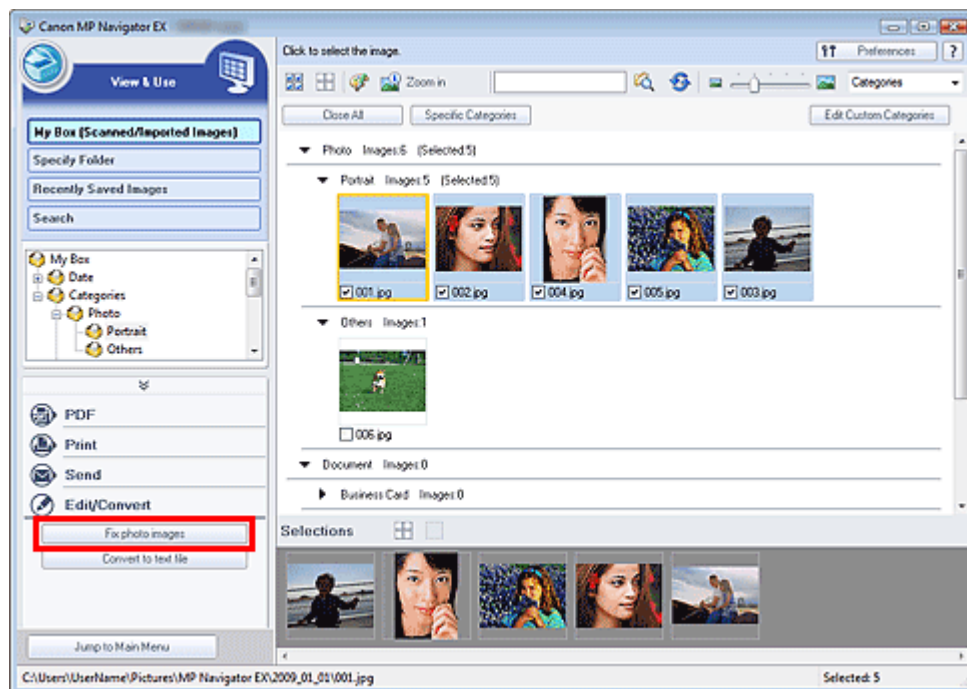 Canon MP Navigator EX
View & Use
Click to select the image.
Preferences
?
Zoom in
Categories
My Box (Scanned/Imported Images)
Specify Folder
Recently Saved Images
Search
Close All
Specific Categories
Edit Custom Categories
Photo Images:6 (Selected:5)
Portrait Images:5 (Selected:5)
001.jpg
002.jpg
004.jpg
005.jpg
003.jpg
My Box
Date
Categories
Photo
Portrait
Others
Others Images:1
006.jpg
PDF
Print
Send
Edit/Convert
Fix photo images
Convert to text file
Document Images:0
Business Card Images:0
Selections
Jump to Main Menu
C:\Users\UserName\Pictures\MP Navigator EX\2009_01_01\001.jpg
Selected: 5